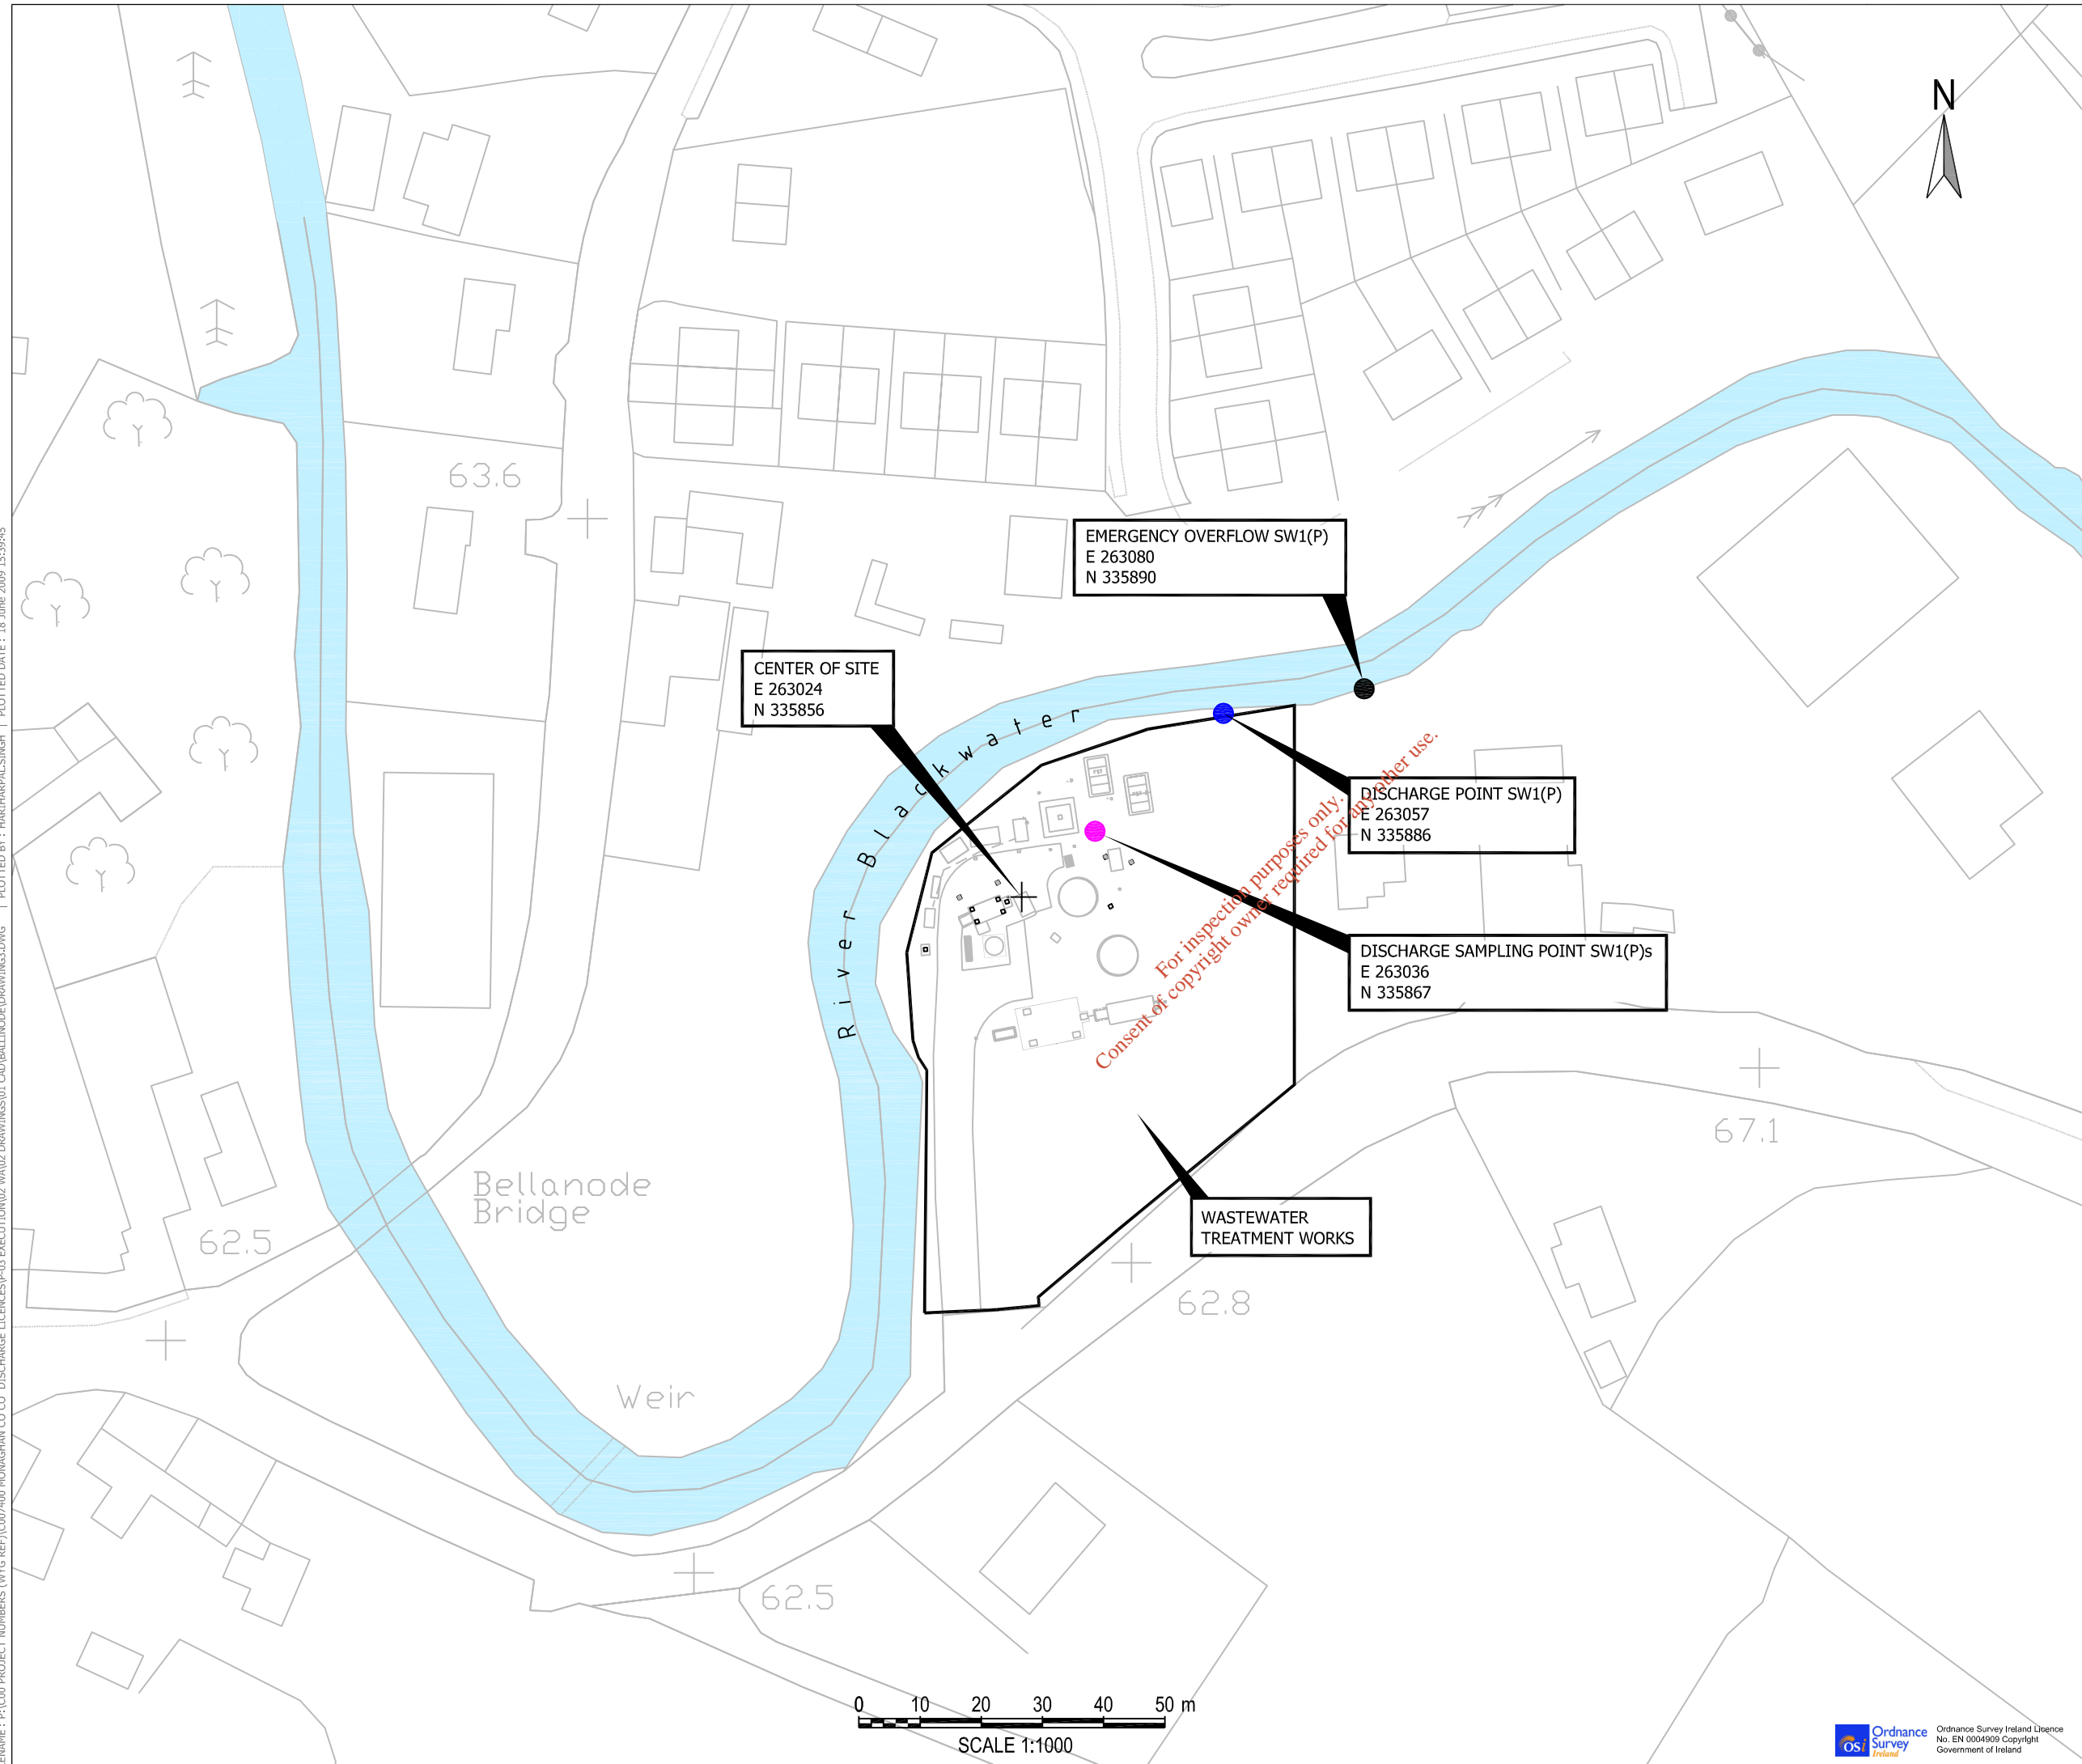 N
63.6
EMERGENCY OVERFLOW SW1(P)
E 263080
N 335890
CENTER OF SITE
E 263024
N 335856
River Blackwater
DISCHARGE POINT SW1(P)
E 263057
N 335886
For inspection purposes only.
Consent of copyright owner required for any other use.
DISCHARGE SAMPLING POINT SW1(P)s
E 263036
N 335867
67.1
Bellanode
Bridge
62.5
WASTEWATER
TREATMENT WORKS
62.8
Weir
62.5
0 10 20 30 40 50 m
SCALE 1:1000
OSi Ordnance
Survey
Ireland
Ordnance Survey Ireland Licence
No. EN 0004909 Copyright
Government of Ireland